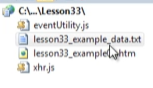 C:\...\Lesson33\
eventUtility.js
lesson33_example_data.txt
lesson33_example
htm
xhr.js